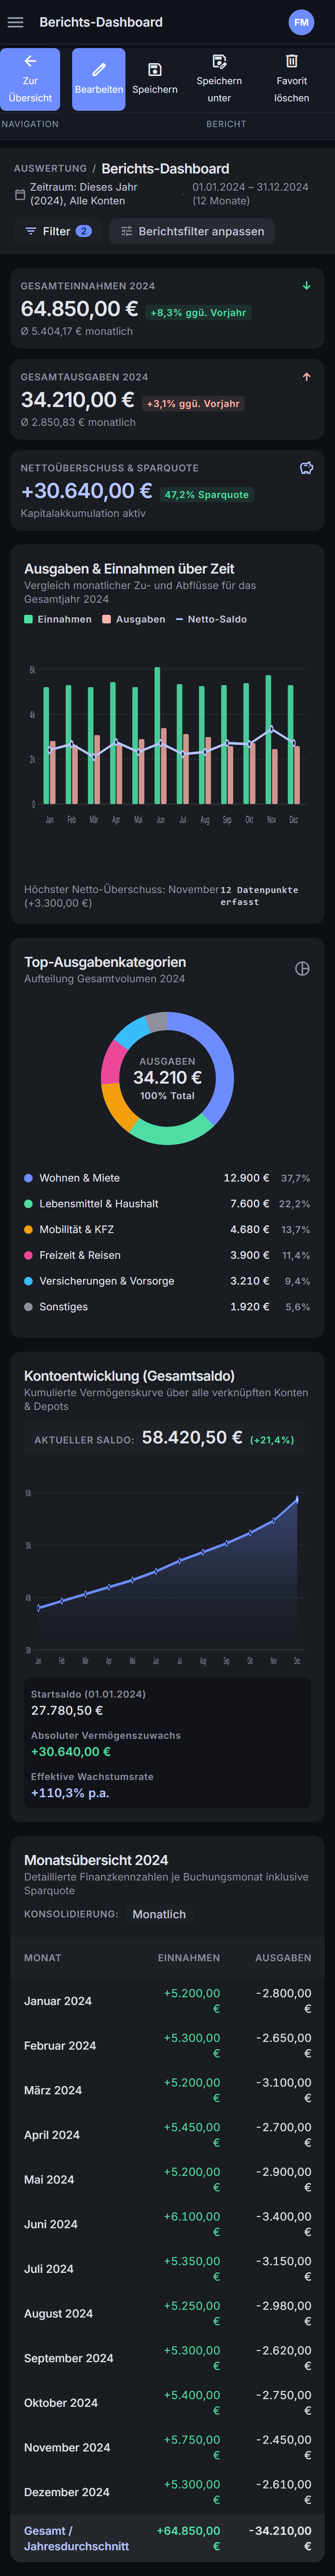 Berichts-Dashboard
FM
Zur Übersicht
Bearbeiten
Speichern
Speichern unter
Favorit löschen
NAVIGATION
BERICHT
AUSWERTUNG / Berichts-Dashboard
Zeitraum: Dieses Jahr (2024), Alle Konten
·
01.01.2024 – 31.12.2024 (12 Monate)
Filter 2
Berichtsfilter anpassen
GESAMTEINNAHMEN 2024
64.850,00 € +8,3% ggü. Vorjahr
Ø 5.404,17 € monatlich
GESAMTAUSGABEN 2024
34.210,00 € +3,1% ggü. Vorjahr
Ø 2.850,83 € monatlich
NETTOÜBERSCHUSS & SPARQUOTE
+30.640,00 € 47,2% Sparquote
Kapitalakkumulation aktiv
Ausgaben & Einnahmen über Zeit
Vergleich monatlicher Zu- und Abflüsse für das
Gesamtjahr 2024
Einnahmen Ausgaben Netto-Saldo
6k
4k
2k
0
Jan Feb Mär Apr Mai Jun Jul Aug Sep Okt Nov Dez
Höchster Netto-Überschuss: November (+3.300,00 €)
12 Datenpunkte erfasst
Top-Ausgabenkategorien
Aufteilung Gesamtvolumen 2024
AUSGABEN
34.210 €
100% Total
Wohnen & Miete 12.900 € 37,7%
Lebensmittel & Haushalt 7.600 € 22,2%
Mobilität & KFZ 4.680 € 13,7%
Freizeit & Reisen 3.900 € 11,4%
Versicherungen & Vorsorge 3.210 € 9,4%
Sonstiges 1.920 € 5,6%
Kontoentwicklung (Gesamtsaldo)
Kumulierte Vermögenskurve über alle verknüpften Konten
& Depots
AKTUELLER SALDO: 58.420,50 € (+21,4%)
60k
50k
40k
30k
Jan Feb Mär Apr Mai Jun Jul Aug Sep Okt Nov Dez
Startsaldo (01.01.2024)
27.780,50 €
Absoluter Vermögenszuwachs
+30.640,00 €
Effektive Wachstumsrate
+110,3% p.a.
Monatsübersicht 2024
Detaillierte Finanzkennzahlen je Buchungsmonat inklusive
Sparquote
KONSOLIDIERUNG: Monatlich
MONAT EINNAHMEN AUSGABEN
Januar 2024 +5.200,00 € -2.800,00 €
Februar 2024 +5.300,00 € -2.650,00 €
März 2024 +5.200,00 € -3.100,00 €
April 2024 +5.450,00 € -2.700,00 €
Mai 2024 +5.200,00 € -2.900,00 €
Juni 2024 +6.100,00 € -3.400,00 €
Juli 2024 +5.350,00 € -3.150,00 €
August 2024 +5.250,00 € -2.980,00 €
September 2024 +5.300,00 € -2.620,00 €
Oktober 2024 +5.400,00 € -2.750,00 €
November 2024 +5.750,00 € -2.450,00 €
Dezember 2024 +5.300,00 € -2.610,00 €
Gesamt / Jahresdurchschnitt +64.850,00 € -34.210,00 €